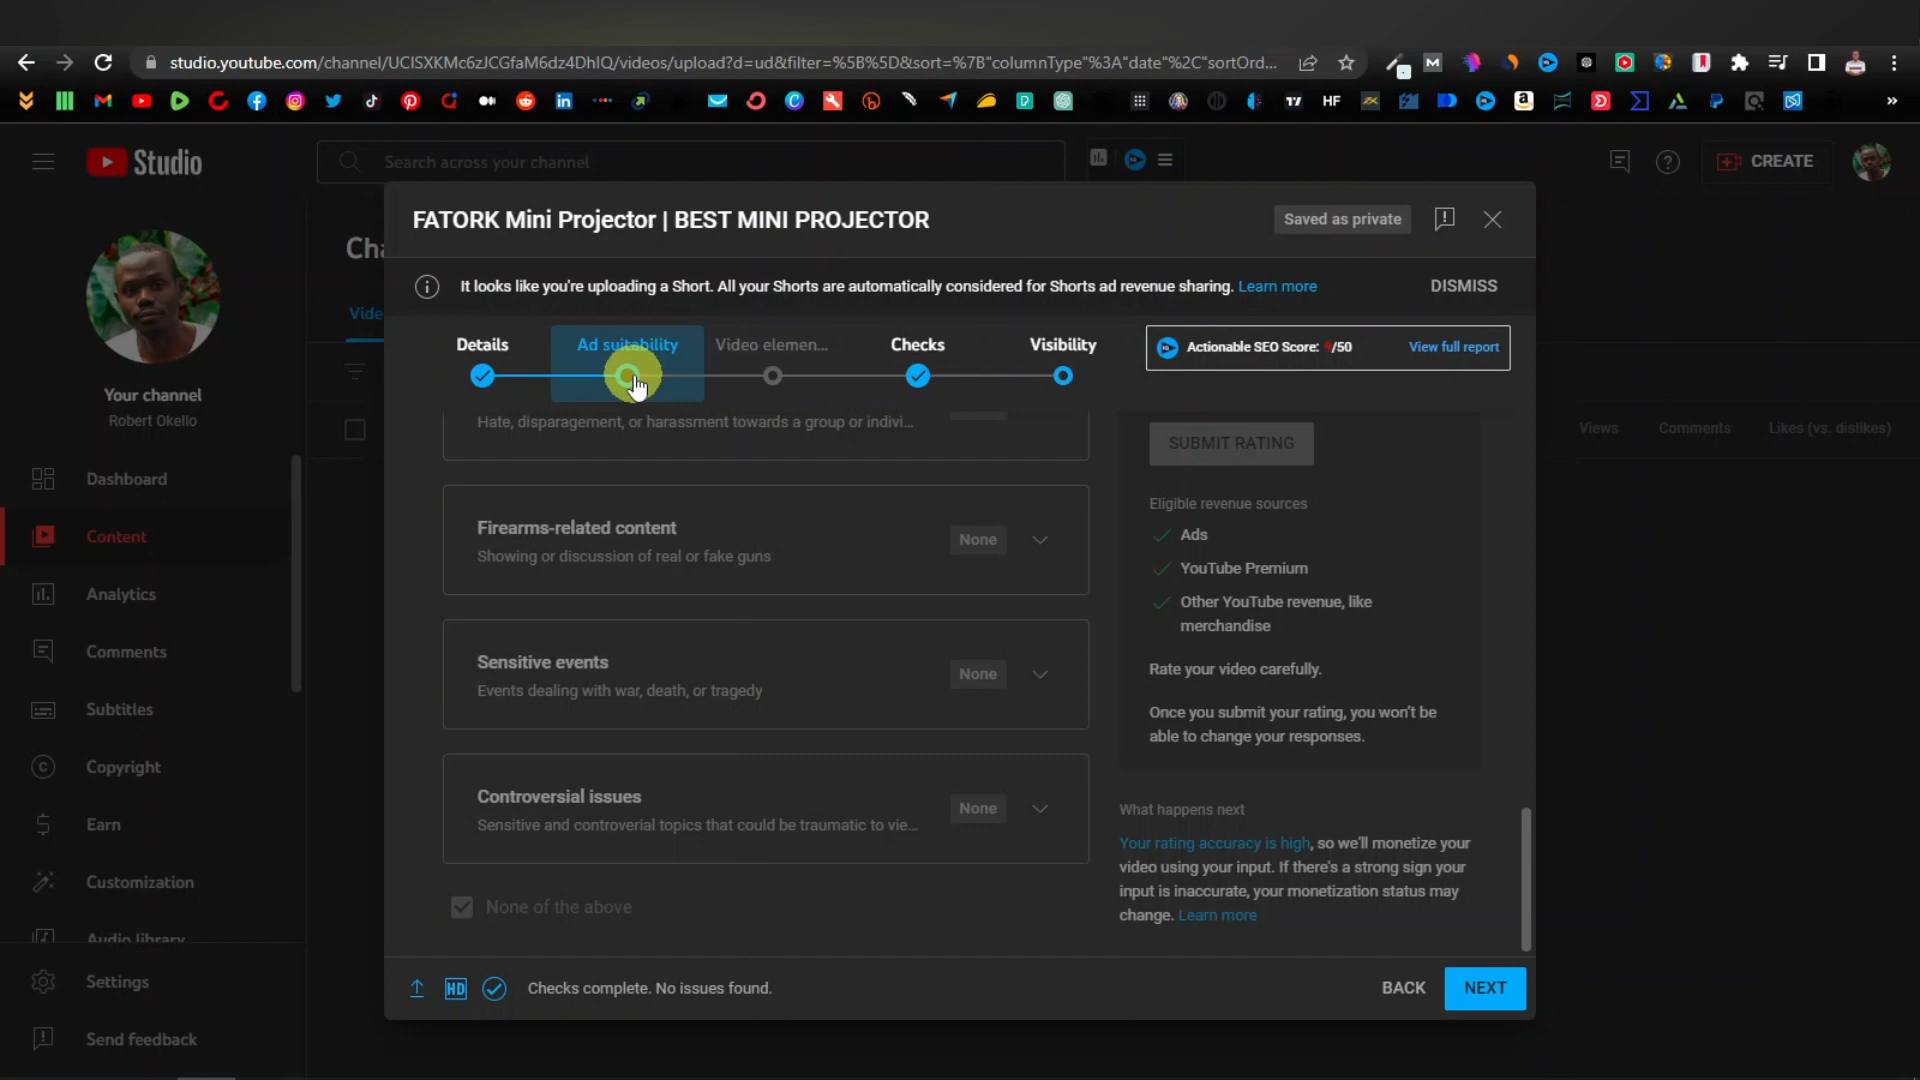 studio.youtube.com/channel/UCISXKMc6zJCGfaM6dz4DhIQ/videos/upload?d=ud&filter=%5B%5D&sort=%7B"columnType"%3A"date"%2C"sortOrd...
Studio
Search across your channel
CREATE
FATORK Mini Projector | BEST MINI PROJECTOR
Saved as private
It looks like you're uploading a Short. All your Shorts are automatically considered for Shorts ad revenue sharing. Learn more
DISMISS
Details
Ad suitability
Video elemen...
Checks
Visibility
Actionable SEO Score: /50
View full report
Hate, disparagement, or harassment towards a group or indivi...
Firearms-related content
Showing or discussion of real or fake guns
None
Sensitive events
Events dealing with war, death, or tragedy
None
Controversial issues
Sensitive and controverial topics that could be traumatic to vie...
None
None of the above
SUBMIT RATING
Eligible revenue sources
Ads
YouTube Premium
Other YouTube revenue, like
merchandise
Rate your video carefully.
Once you submit your rating, you won't be
able to change your responses.
What happens next
Your rating accuracy is high, so we'll monetize your
video using your input. If there's a strong sign your
input is inaccurate, your monetization status may
change. Learn more
HD
Checks complete. No issues found.
BACK
NEXT
Your channel
Robert Okello
Dashboard
Content
Analytics
Comments
Subtitles
Copyright
Earn
Customization
Audio library
Settings
Send feedback
Cha
Vide
Views
Comments
Likes (vs. dislikes)